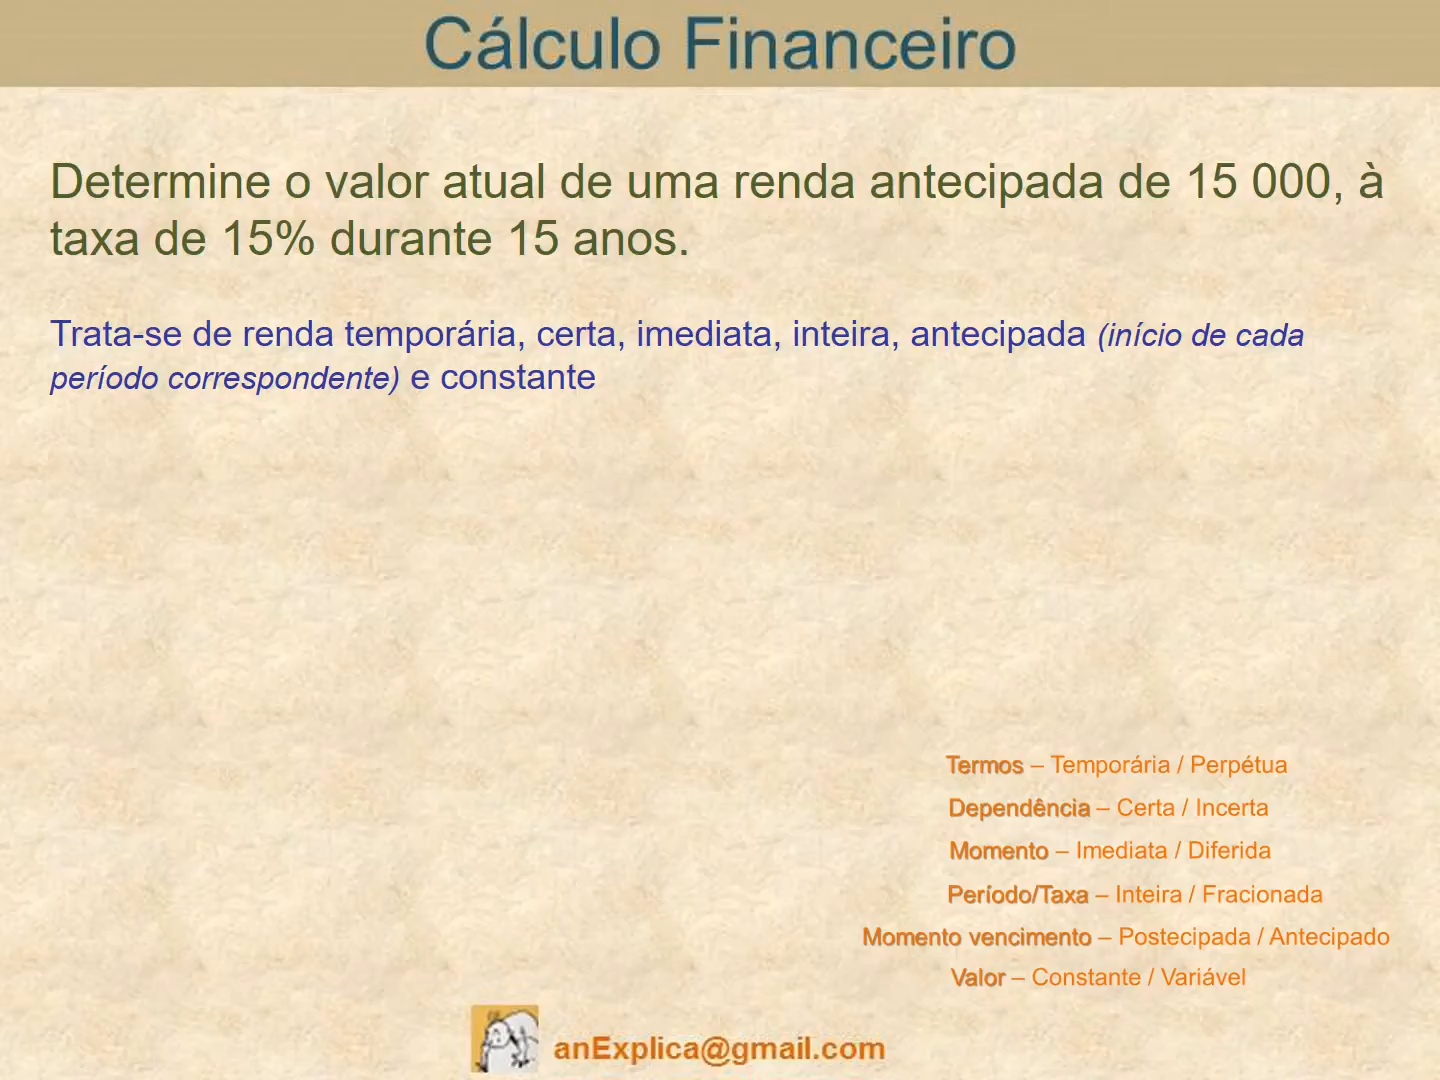 Cálculo Financeiro
Determine o valor atual de uma renda antecipada de 15 000, à
taxa de 15% durante 15 anos.
Trata-se de renda temporária, certa, imediata, inteira, antecipada (início de cada
período correspondente) e constante
Termos – Temporária / Perpétua
Dependência – Certa / Incerta
Momento – Imediata / Diferida
Período/Taxa – Inteira / Fracionada
Momento vencimento – Postecipada / Antecipado
Valor – Constante / Variável
anExplica@gmail.com